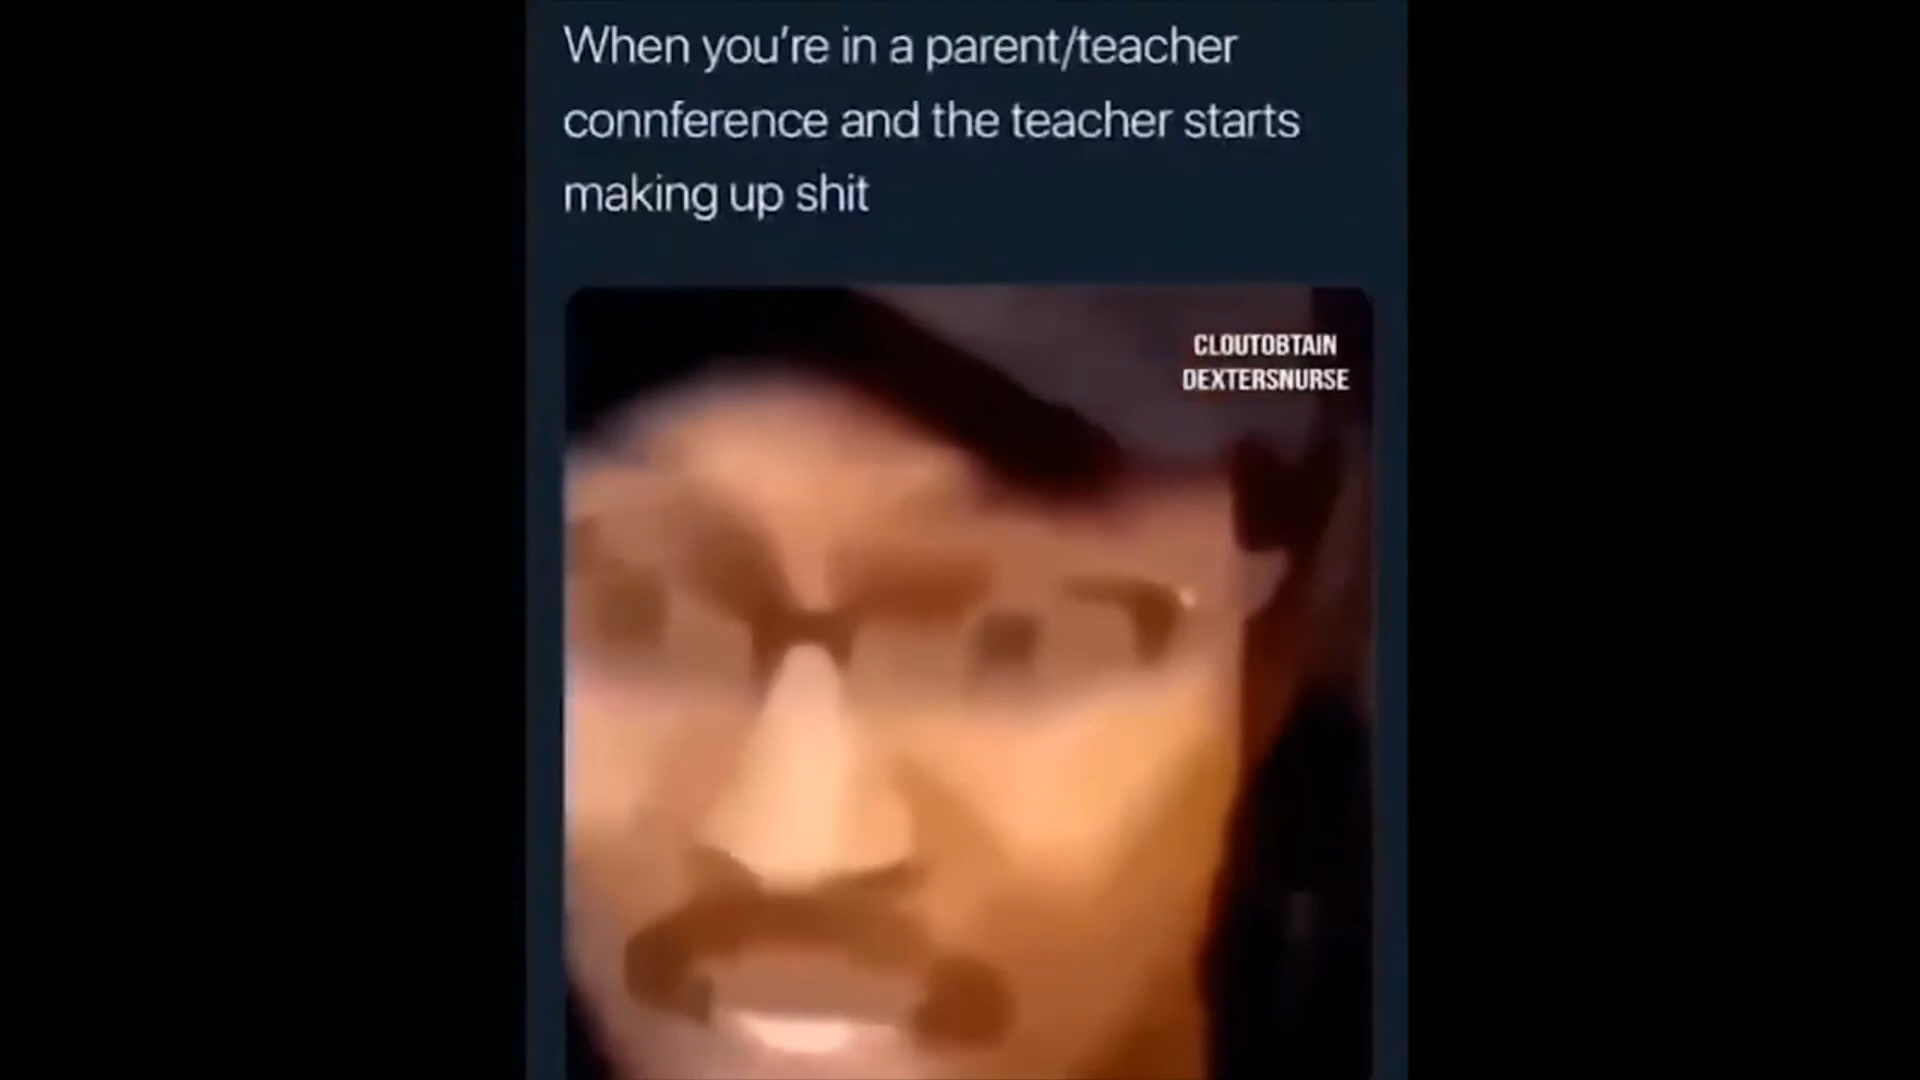 When you’re in a parent/teacher
connference and the teacher starts
making up shit
CLOUTOBTAIN
DEXTERSNURSE